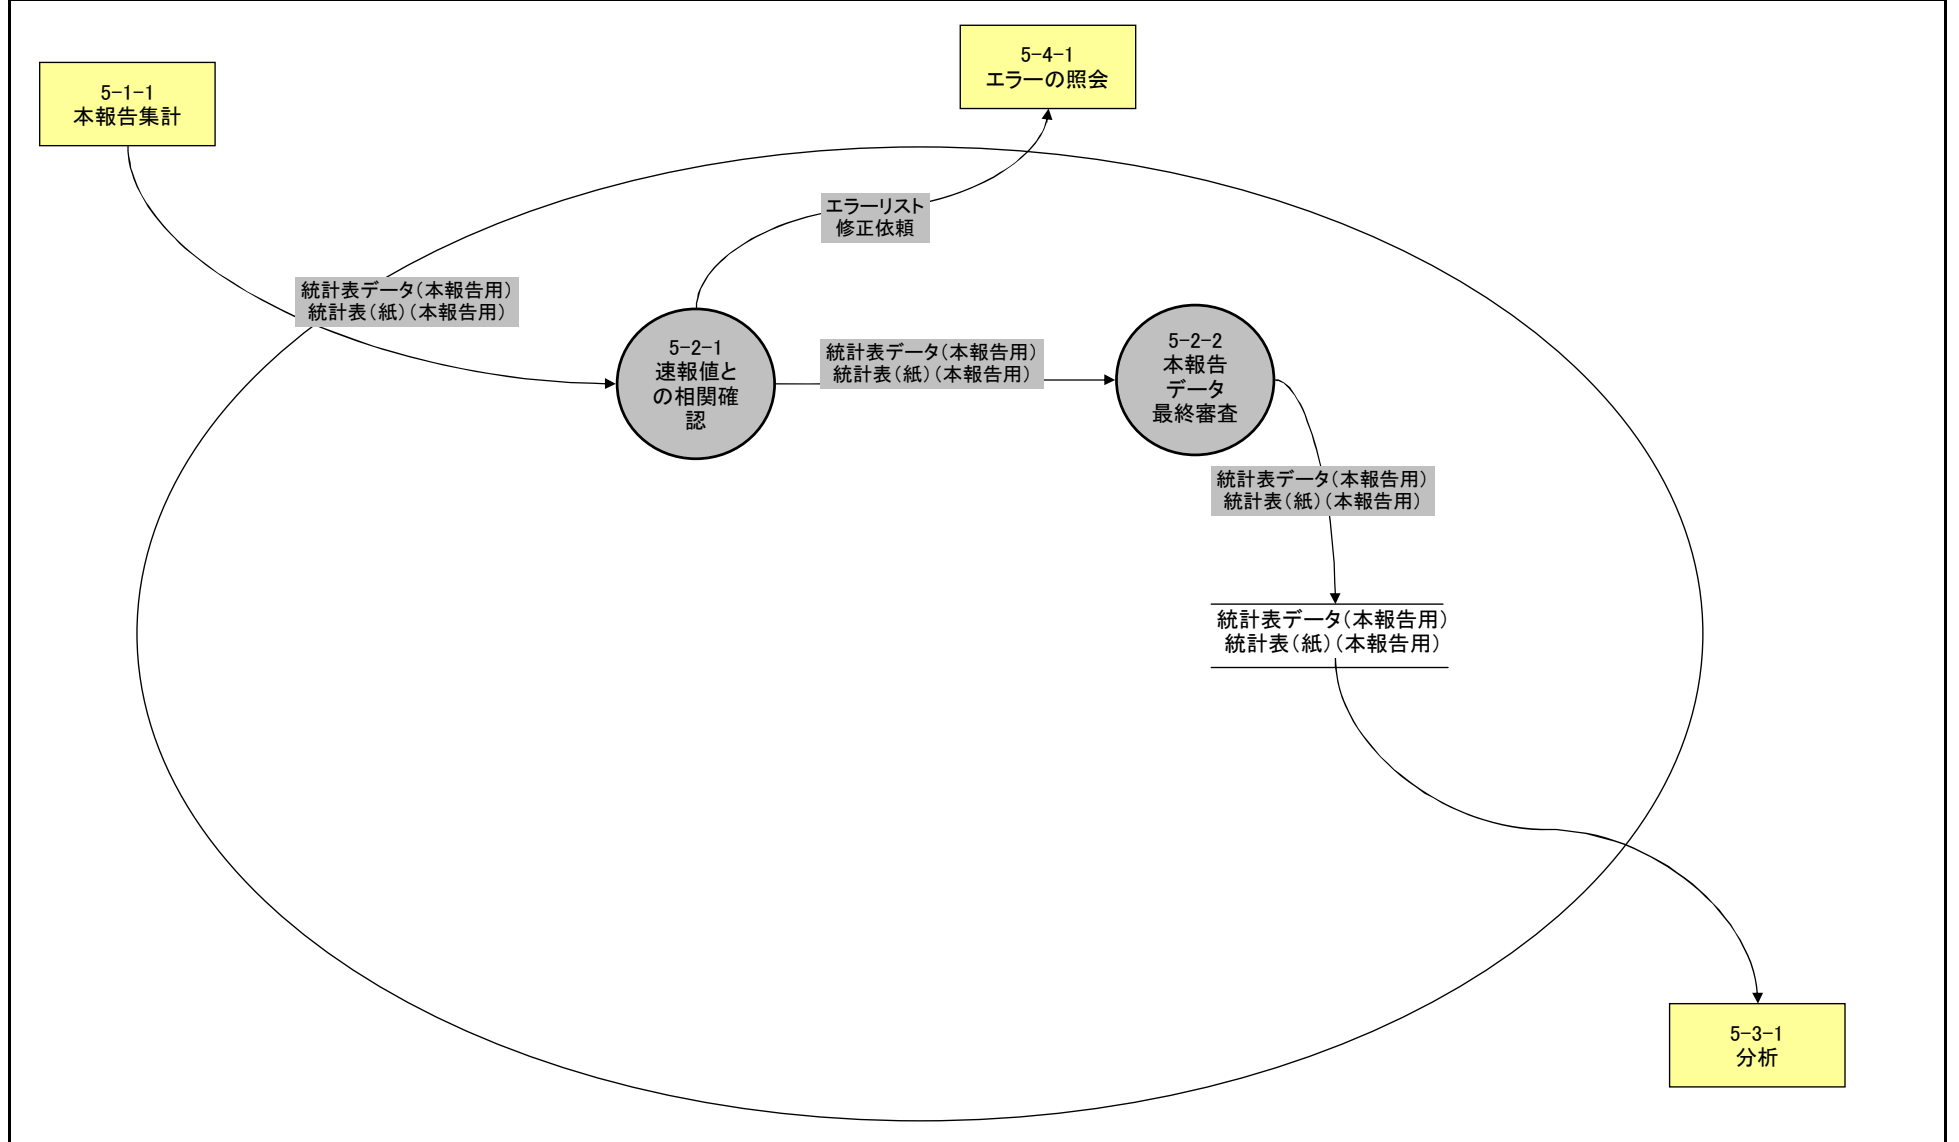 5-4-1
エラーの照会
5-1-1
本報告集計
エラーリスト
修正依頼
統計表データ(本報告用)
統計表(紙)(本報告用)
5-2-1
速報値と
の相関確
認
統計表データ(本報告用)
統計表(紙)(本報告用)
5-2-2
本報告
データ
最終審査
統計表データ(本報告用)
統計表(紙)(本報告用)
統計表データ(本報告用)
統計表(紙)(本報告用)
5-3-1
分析